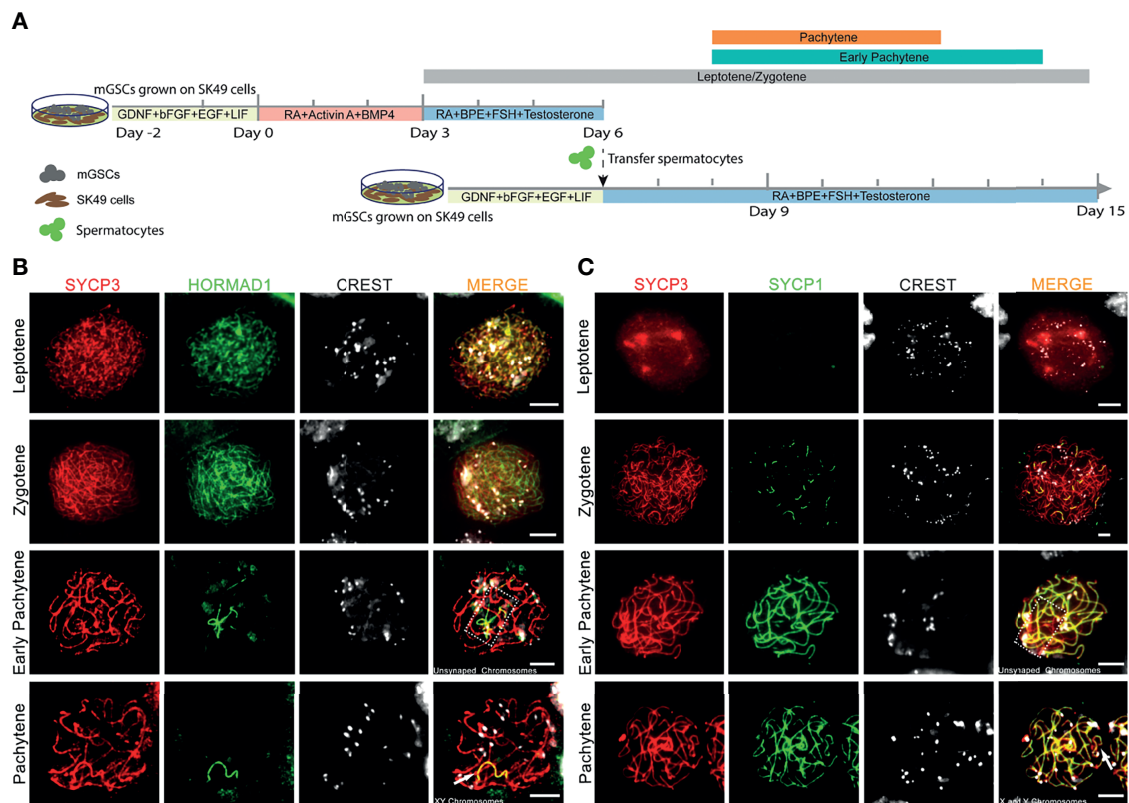 A
Pachytene
Early Pachytene
Leptotene/Zygotene
mGSCs grown on SK49 cells
GDNF+bFGF+EGF+LIF
RA+Activin A+BMP4
RA+BPE+FSH+Testosterone
Day -2
Day 0
Day 3
Day 6
mGSCs
SK49 cells
Spermatocytes
Transfer spermatocytes
GDNF+bFGF+EGF+LIF
RA+BPE+FSH+Testosterone
mGSCs grown on SK49 cells
Day 9
Day 15
B
SYCP3
HORMAD1
CREST
MERGE
Leptotene
Zygotene
Early Pachytene
Unsynaped Chromosomes
Pachytene
XY Chromosomes
C
SYCP3
SYCP1
CREST
MERGE
Leptotene
Zygotene
Early Pachytene
Unsynaped Chromosomes
Pachytene
X and Y Chromosomes